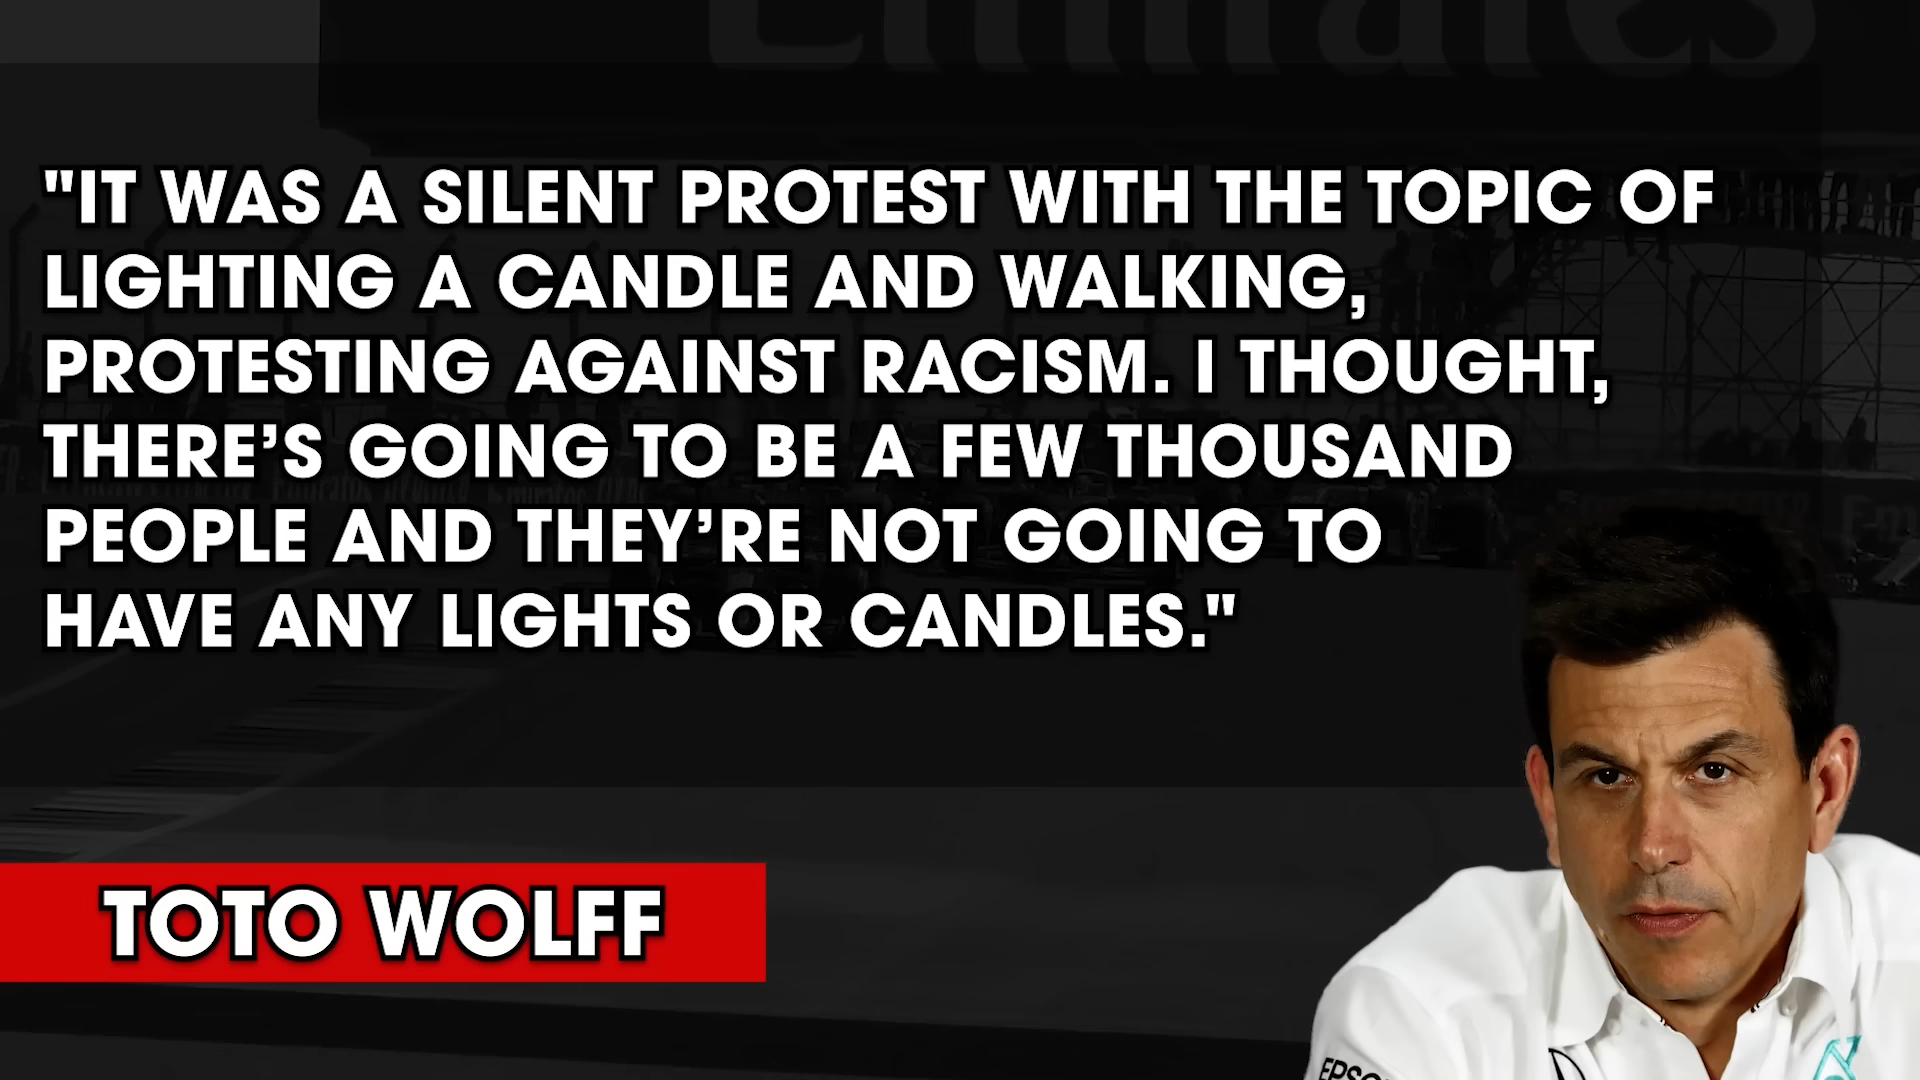 Emirates
"IT WAS A SILENT PROTEST WITH THE TOPIC OF
LIGHTING A CANDLE AND WALKING,
PROTESTING AGAINST RACISM. I THOUGHT,
THERE’S GOING TO BE A FEW THOUSAND
PEOPLE AND THEY’RE NOT GOING TO
HAVE ANY LIGHTS OR CANDLES."
TOTO WOLFF